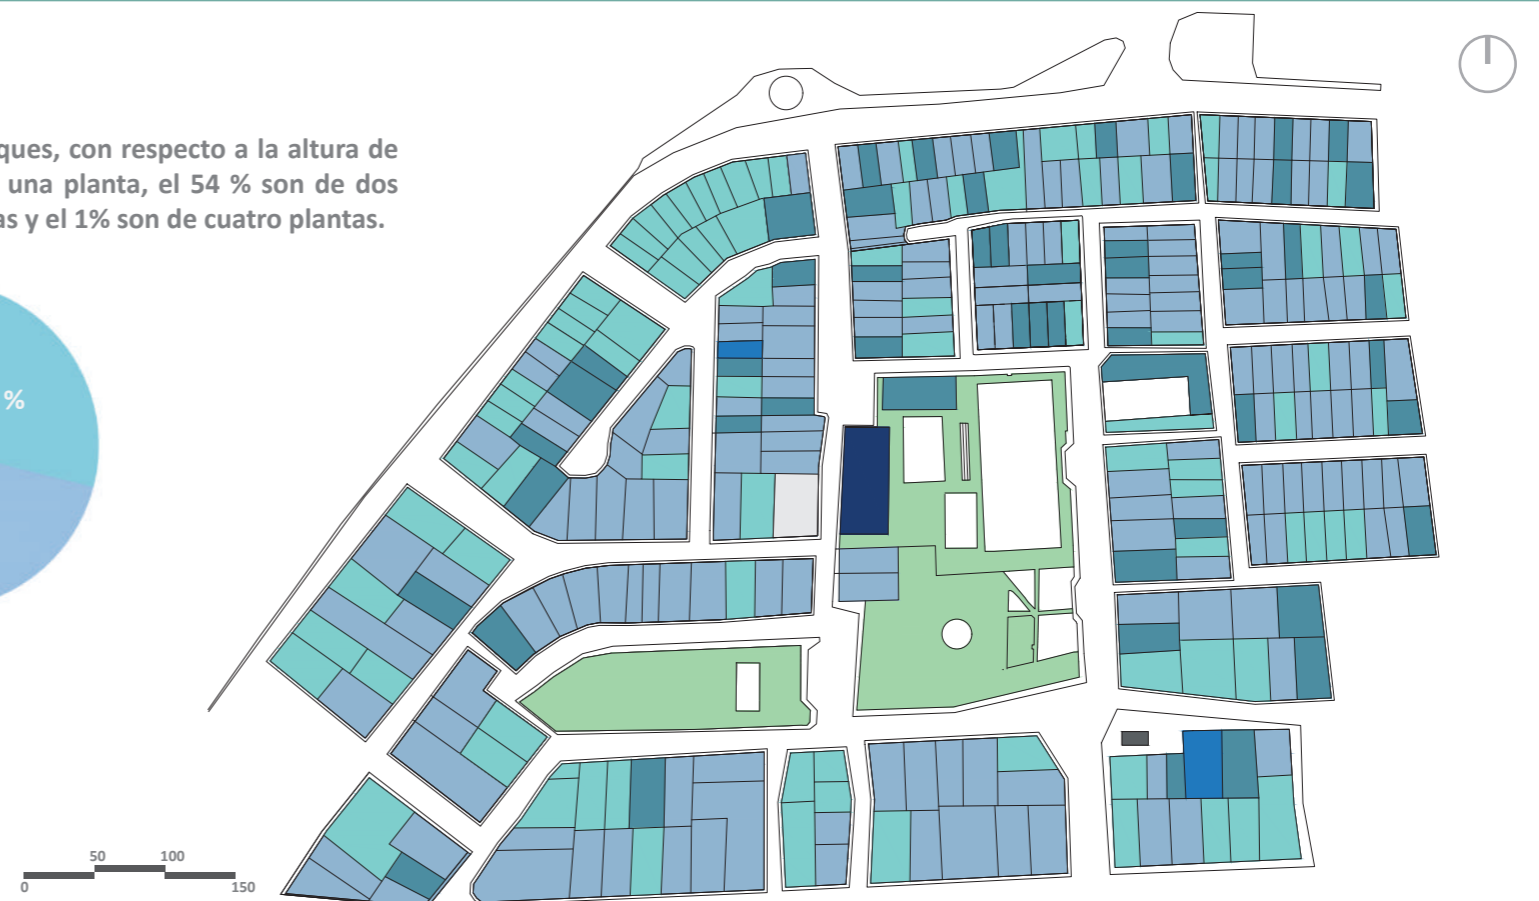 ques, con respecto a la altura de
una planta, el 54 % son de dos
as y el 1% son de cuatro plantas.
%
50 100
0 150